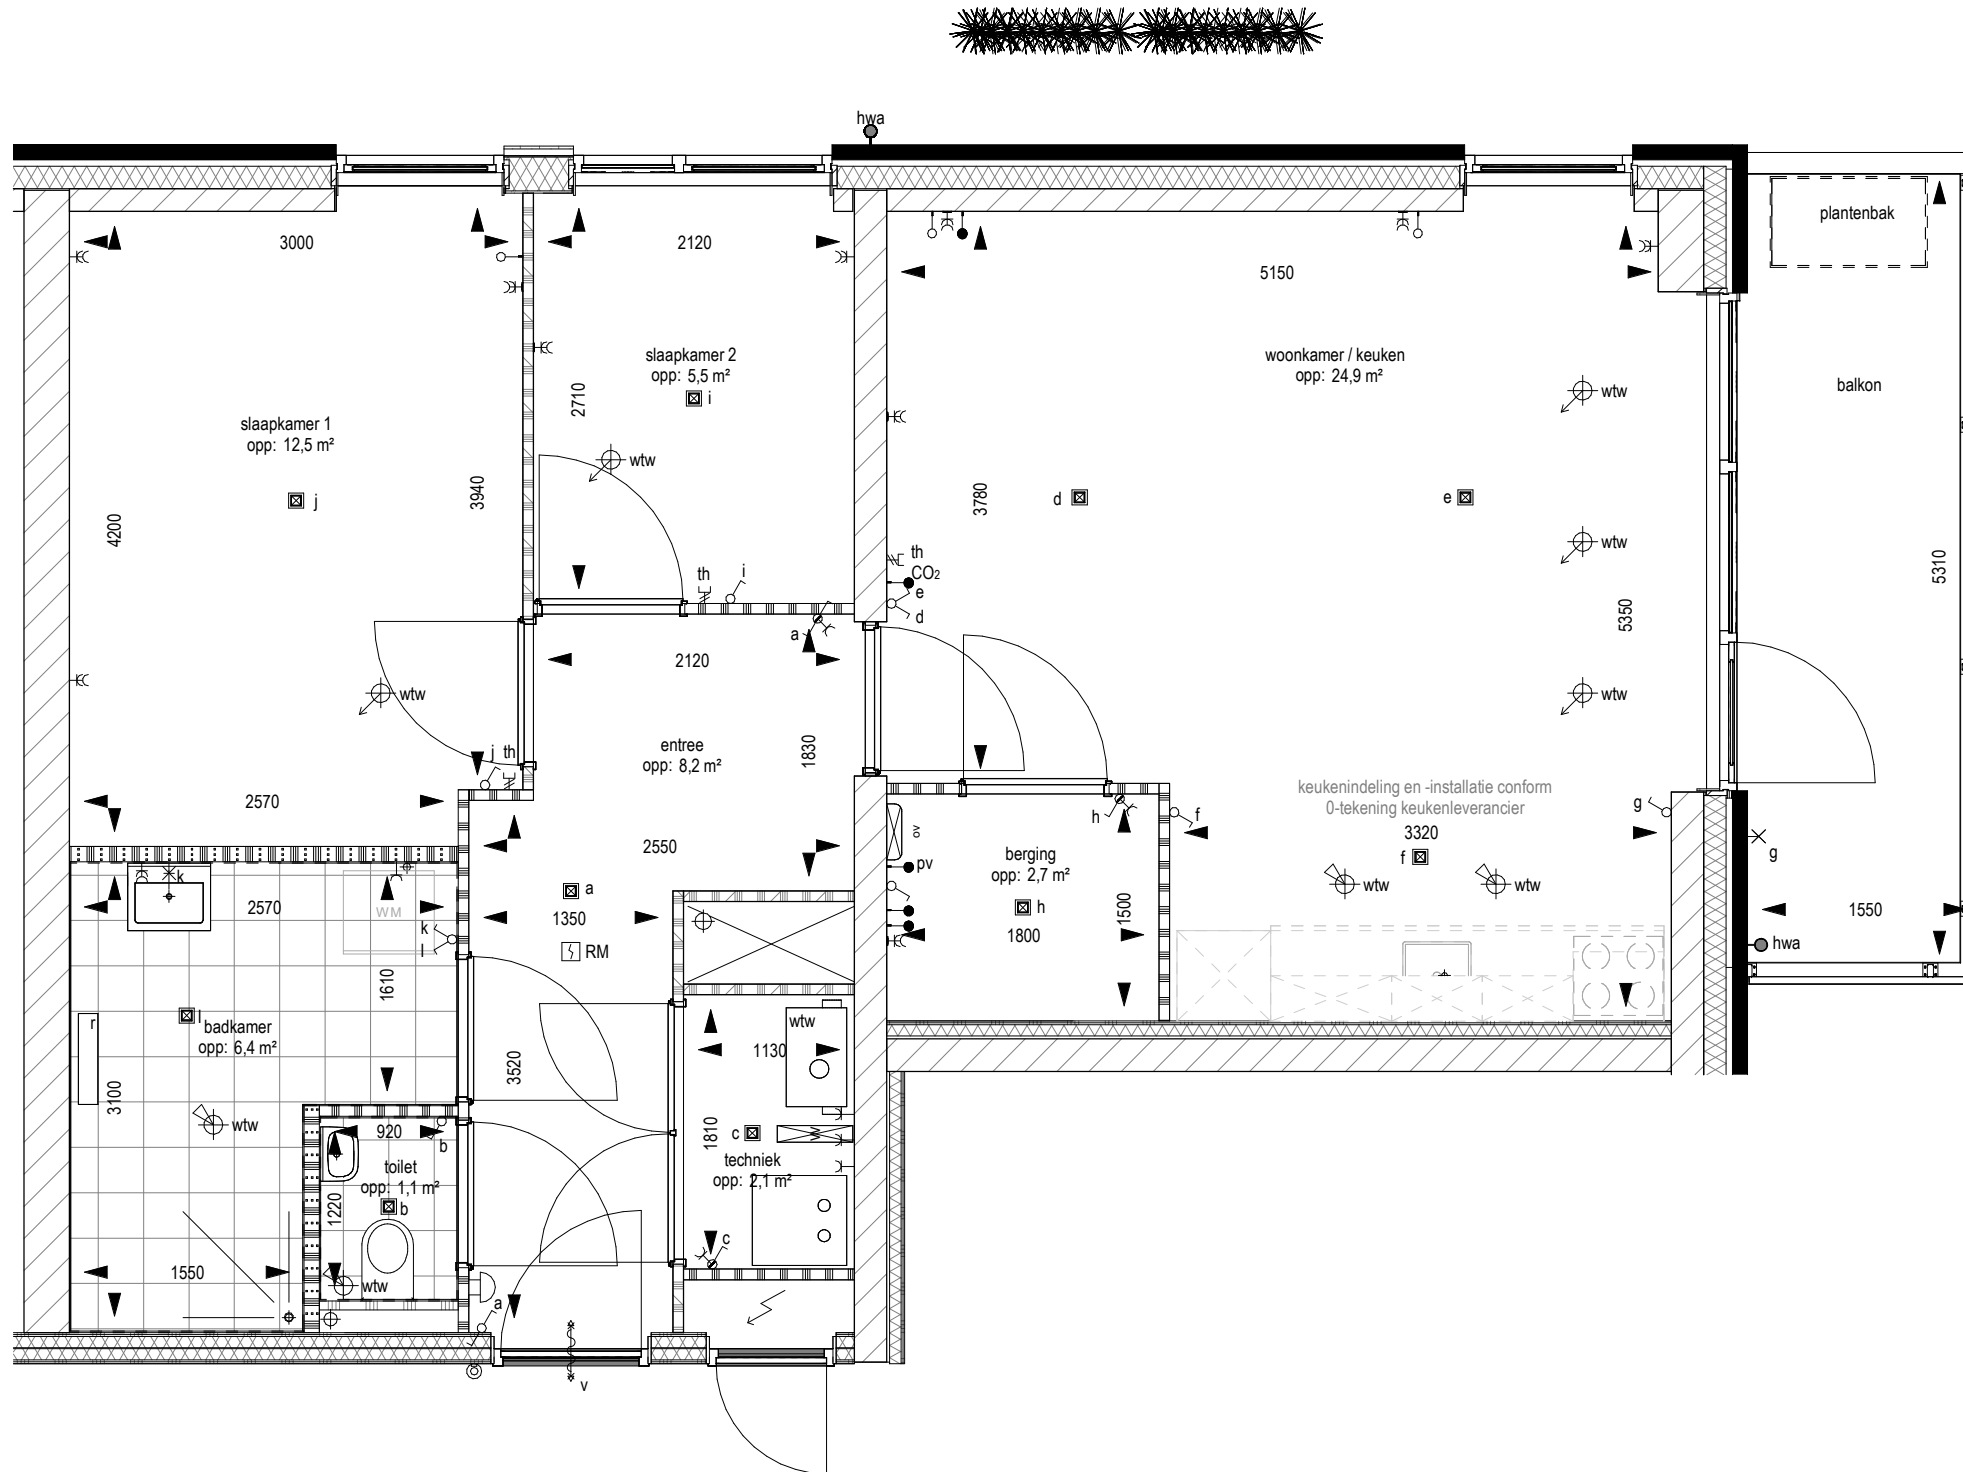 hwa
plantenbak
3000
2120
5150
slaapkamer 2
opp: 5,5 m²
i
woonkamer / keuken
opp: 24,9 m²
wtw
balkon
2710
slaapkamer 1
opp: 12,5 m²
j
wtw
3940
4200
3780
d
e
wtw
5310
th
i
th
CO2
e
d
a
5350
2120
wtw
wtw
j
th
entree
opp: 8,2 m²
1830
keukenindeling en -installatie conform
0-tekening keukenleverancier
2570
h
f
g
3320
ov
2550
berging
opp: 2,7 m²
pv
f
g
k
wtw
wtw
a
2570
WM
1350
h
1500
1800
1550
k
l
RM
hwa
1610
r
l
badkamer
opp: 6,4 m²
wtw
1130
3520
3100
wtw
920
b
1810
c
W
toilet
opp: 1,1 m²
b
techniek
opp: 2,1 m²
1220
c
1550
wtw
a
v